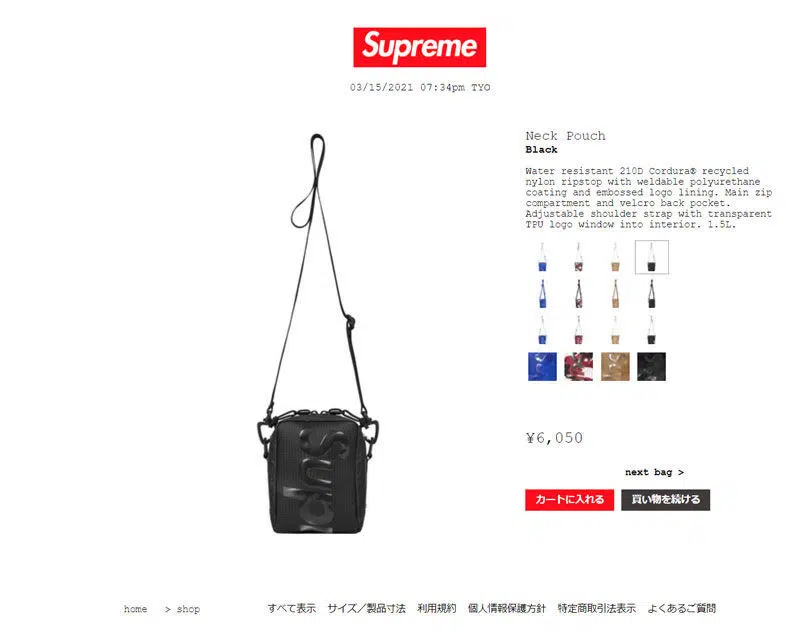 Supreme
03/15/2021 07:34pm TYO
Neck Pouch
Black
Water resistant 210D Cordura® recycled
nylon ripstop with weldable polyurethane
coating and embossed logo lining. Main zip
compartment and velcro back pocket.
Adjustable shoulder strap with transparent
TPU logo window into interior. 1.5L.
Sup
¥6,050
next bag >
カートに入れる 買い物を続ける
home > shop すべて表示 サイズ／製品寸法 利用規約 個人情報保護方針 特定商取引法表示 よくあるご質問